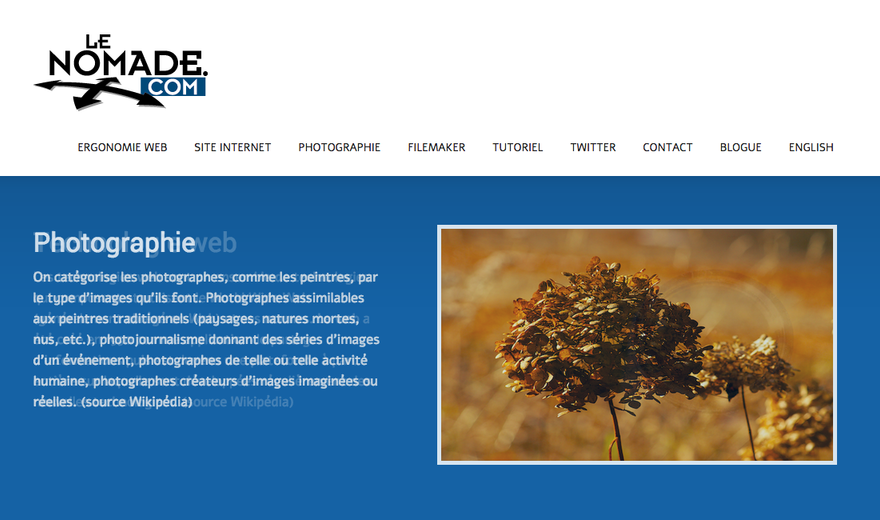 LE
NOMADE.
COM
ERGONOMIE WEB SITE INTERNET PHOTOGRAPHIE FILEMAKER TUTORIEL TWITTER CONTACT BLOGUE ENGLISH
Photographie web
On catégorise les photographes, comme les peintres, par
le type d'images qu'ils font. Photographes assimilables
aux peintres traditionnels (paysages, natures mortes,
nus, etc.), photojournalisme donnant des séries d'images
d'un événement, photographes de telle ou telle activité
humaine, photographes créateurs d'images imaginées ou
réelles. (source Wikipédia) source Wikipédia)